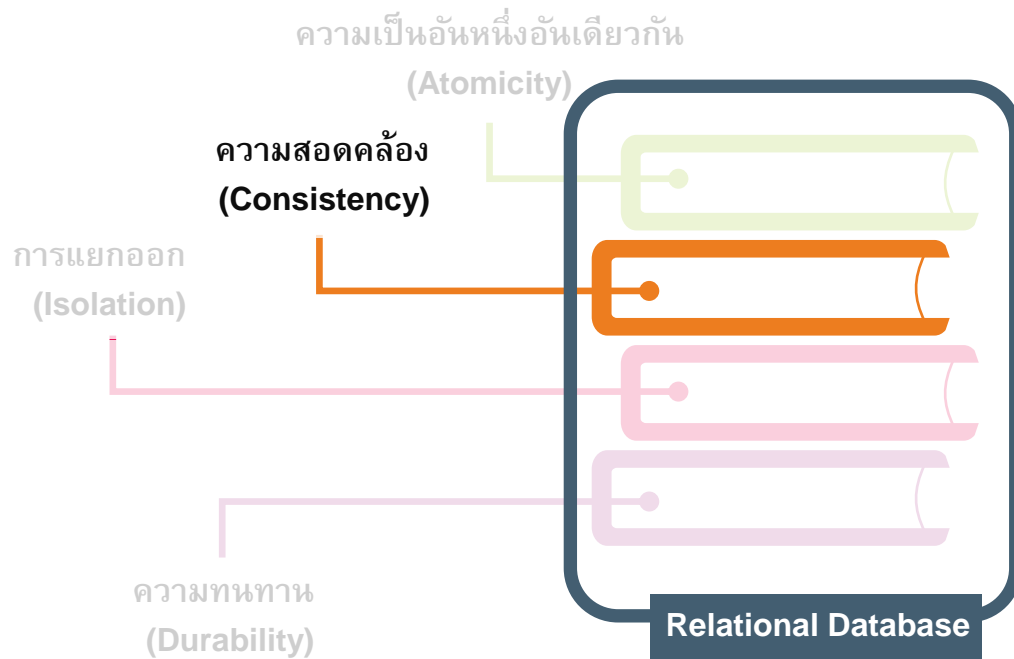 ความเป็นอันหนึ่งอันเดียวกัน
(Atomicity)
ความสอดคล้อง
(Consistency)
การแยกออก
(Isolation)
ความทนทาน
(Durability)
Relational Database